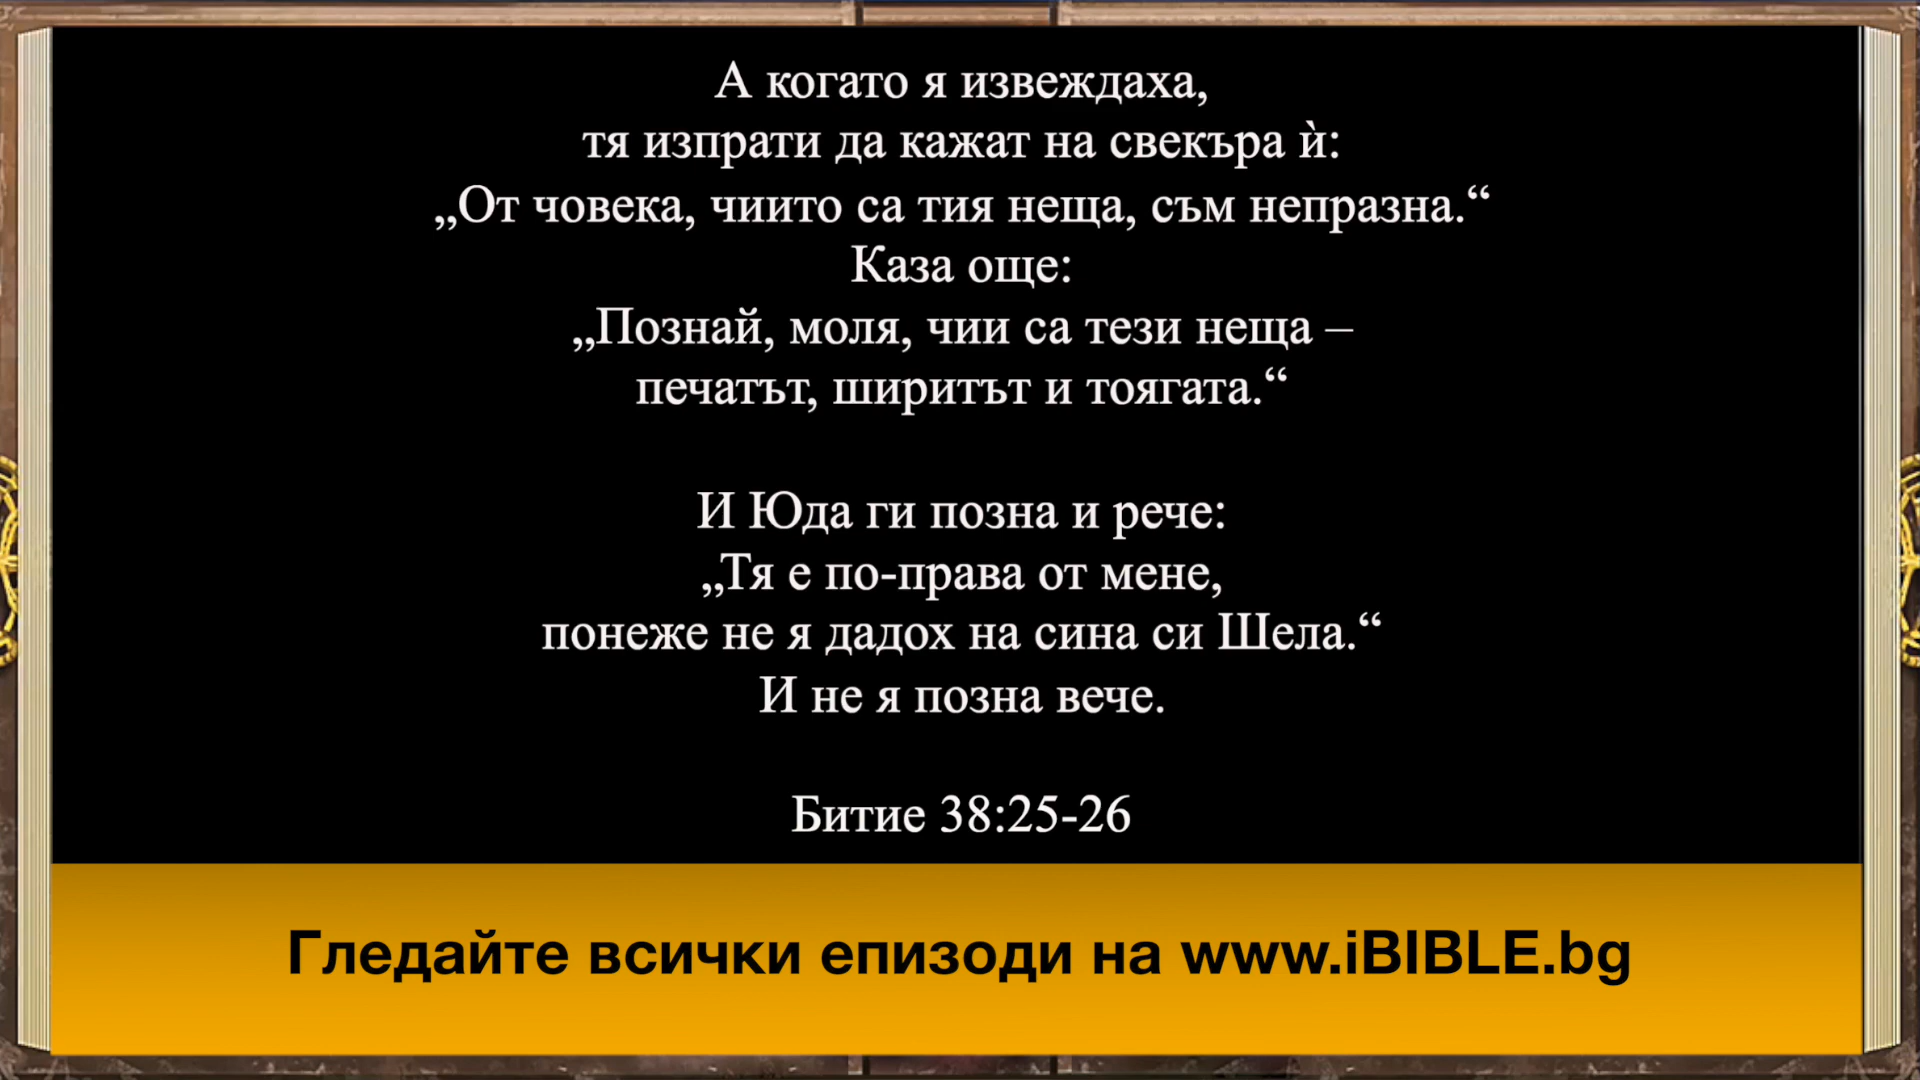 А когато я извеждаха,
тя изпрати да кажат на свекъра ѝ:
„От човека, чиито са тия неща, съм непразна.“
Каза още:
„Познай, моля, чии са тези неща –
печатът, ширитът и тоягата.“
И Юда ги позна и рече:
„Тя е по-права от мене,
понеже не я дадох на сина си Шела.“
И не я позна вече.
Битие 38:25-26
Гледайте всички епизоди на www.iBIBLE.bg